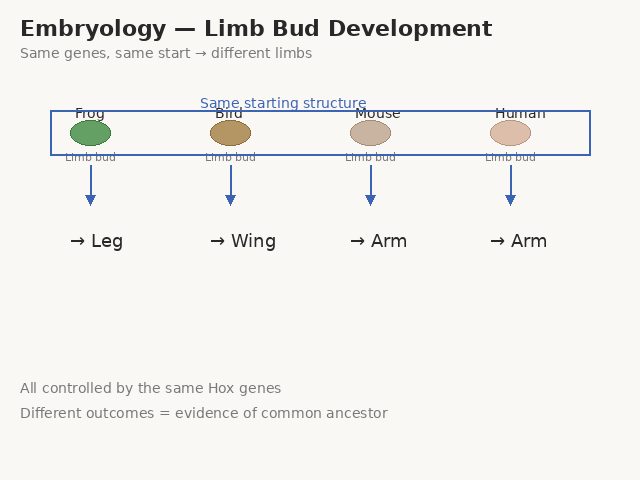 Embryology — Limb Bud Development
Same genes, same start → different limbs
Same starting structure
Frog Bird Mouse Human
Limb bud Limb bud Limb bud Limb bud
→ Leg → Wing → Arm → Arm
All controlled by the same Hox genes
Different outcomes = evidence of common ancestor